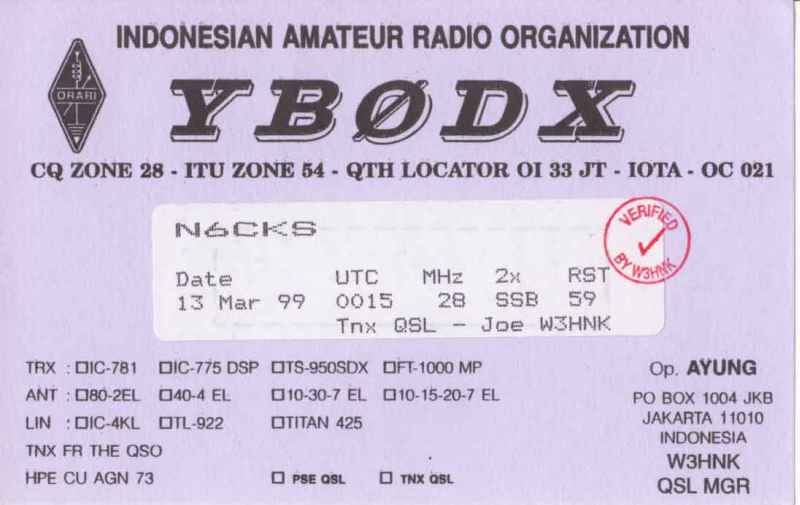 INDONESIAN AMATEUR RADIO ORGANIZATION
ORARI
YBØDX
CQ ZONE 28 - ITU ZONE 54 - QTH LOCATOR OI 33 JT - IOTA - OC 021
N6CKS
VERIFIED BY W3HNK
Date UTC MHz 2x RST
13 Mar 99 0015 28 SSB 59
Tnx QSL - Joe W3HNK
TRX : □IC-781 □IC-775 DSP □TS-950SDX □FT-1000 MP
ANT : □80-2EL □40-4 EL □10-30-7 EL □10-15-20-7 EL
LIN : □IC-4KL □TL-922 □TITAN 425
TNX FR THE QSO
HPE CU AGN 73 □ PSE QSL □ TNX QSL
Op. AYUNG
PO BOX 1004 JKB
JAKARTA 11010
INDONESIA
W3HNK
QSL MGR